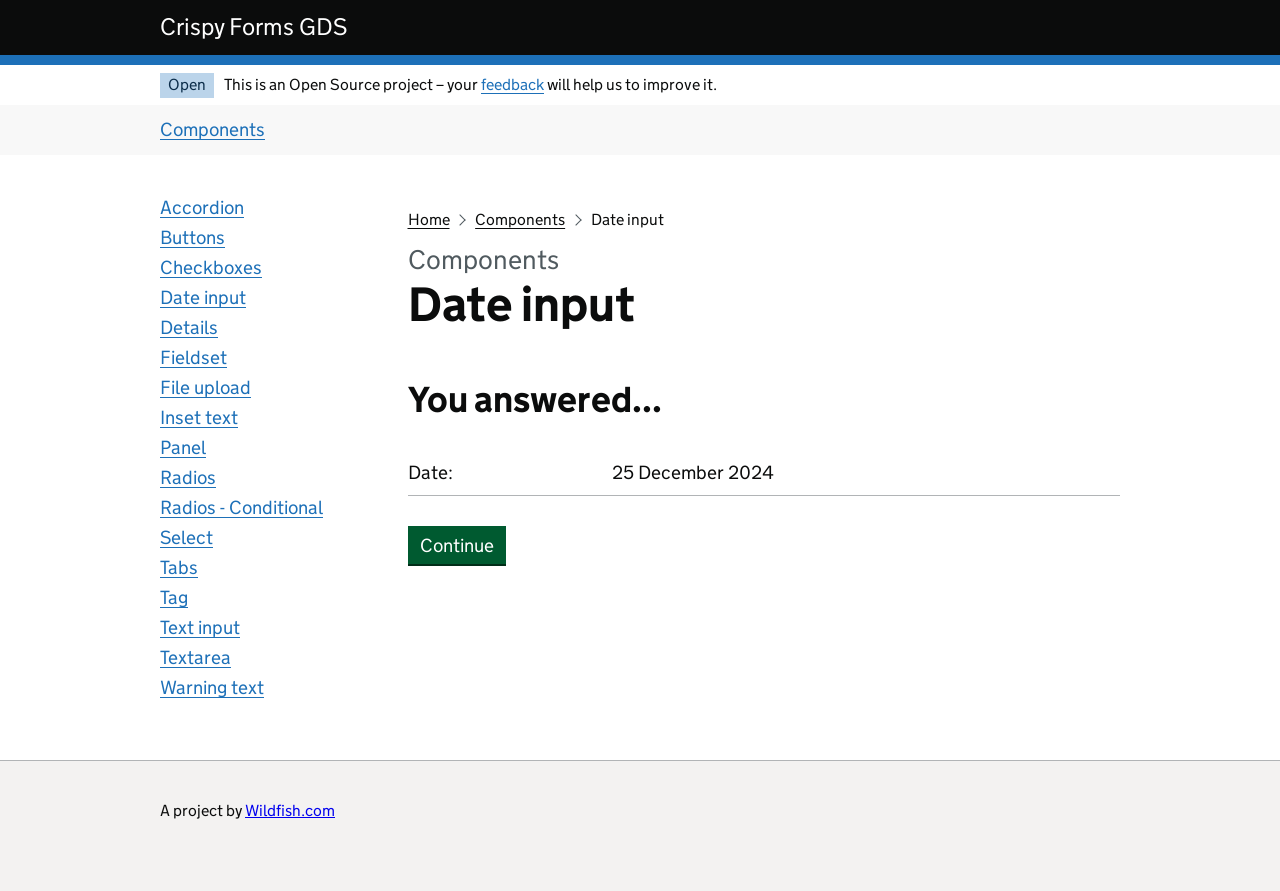 Crispy Forms GDS
Open This is an Open Source project – your feedback will help us to improve it.
Components
Accordion
Buttons
Checkboxes
Date input
Details
Fieldset
File upload
Inset text
Panel
Radios
Radios - Conditional
Select
Tabs
Tag
Text input
Textarea
Warning text
Home Components Date input
Components
Date input
You answered...
Date: 25 December 2024
Continue
A project by Wildfish.com